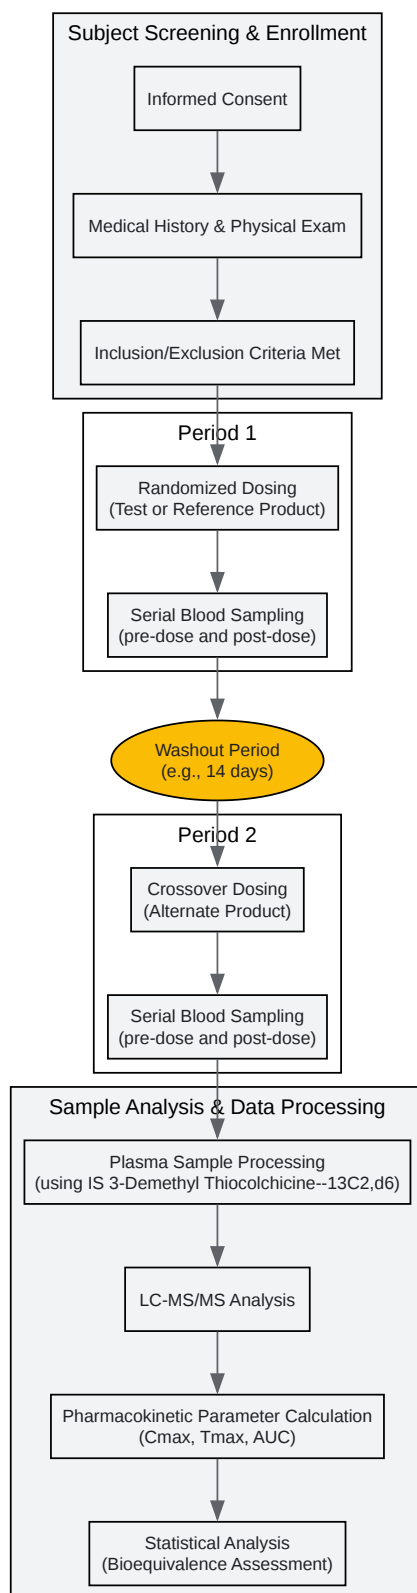 Subject Screening & Enrollment
Informed Consent
Medical History & Physical Exam
Inclusion/Exclusion Criteria Met
Period 1
Randomized Dosing
(Test or Reference Product)
Serial Blood Sampling
(pre-dose and post-dose)
Washout Period
(e.g., 14 days)
Period 2
Crossover Dosing
(Alternate Product)
Serial Blood Sampling
(pre-dose and post-dose)
Sample Analysis & Data Processing
Plasma Sample Processing
(using IS 3-Demethyl Thiocolchicine--13C2,d6)
LC-MS/MS Analysis
Pharmacokinetic Parameter Calculation
(Cmax, Tmax, AUC)
Statistical Analysis
(Bioequivalence Assessment)